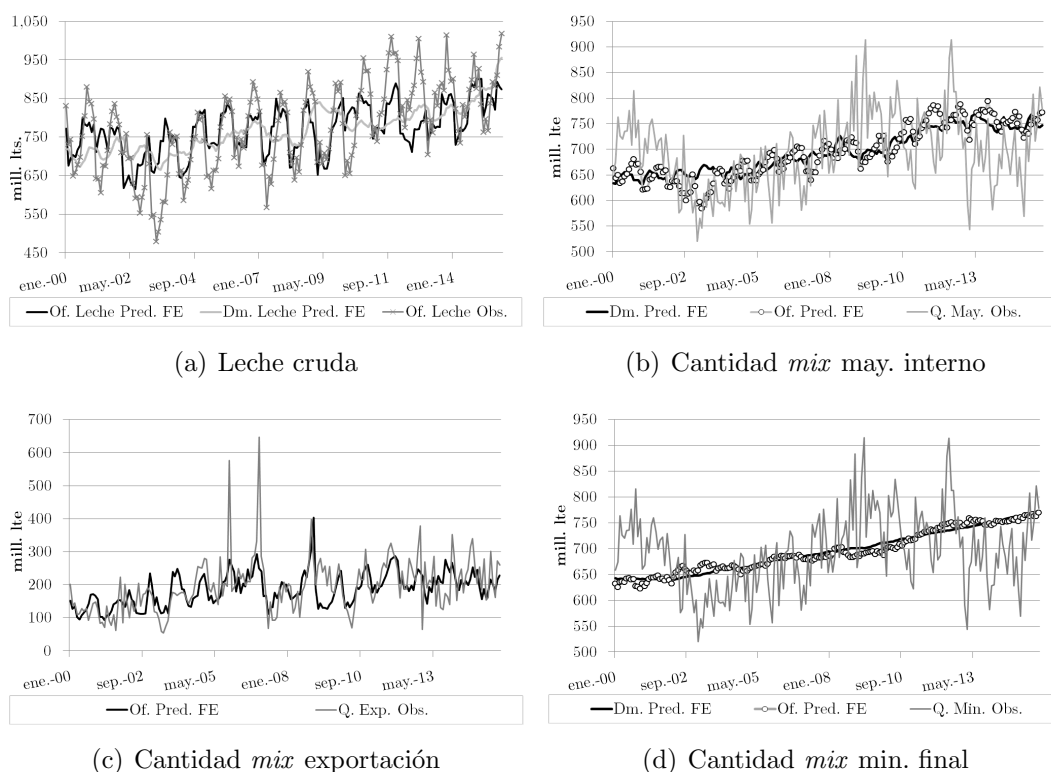 1,050
950
850
750
650
550
450
mill. lts.
ene.-00 may.-02 sep.-04 ene.-07 may.-09 sep.-11 ene.-14
Of. Leche Pred. FE Dm. Leche Pred. FE Of. Leche Obs.
(a) Leche cruda
950
900
850
800
750
700
650
600
550
500
mill. lte
ene.-00 sep.-02 may.-05 ene.-08 sep.-10 may.-13
Dm. Pred. FE Of. Pred. FE Q. May. Obs.
(b) Cantidad mix may. interno
700
600
500
400
300
200
100
0
mill. lte
ene.-00 sep.-02 may.-05 ene.-08 sep.-10 may.-13
Of. Pred. FE Q. Exp. Obs.
(c) Cantidad mix exportación
950
900
850
800
750
700
650
600
550
500
mill. lte
ene.-00 sep.-02 may.-05 ene.-08 sep.-10 may.-13
Dm. Pred. FE Of. Pred. FE Q. Min. Obs.
(d) Cantidad mix min. final